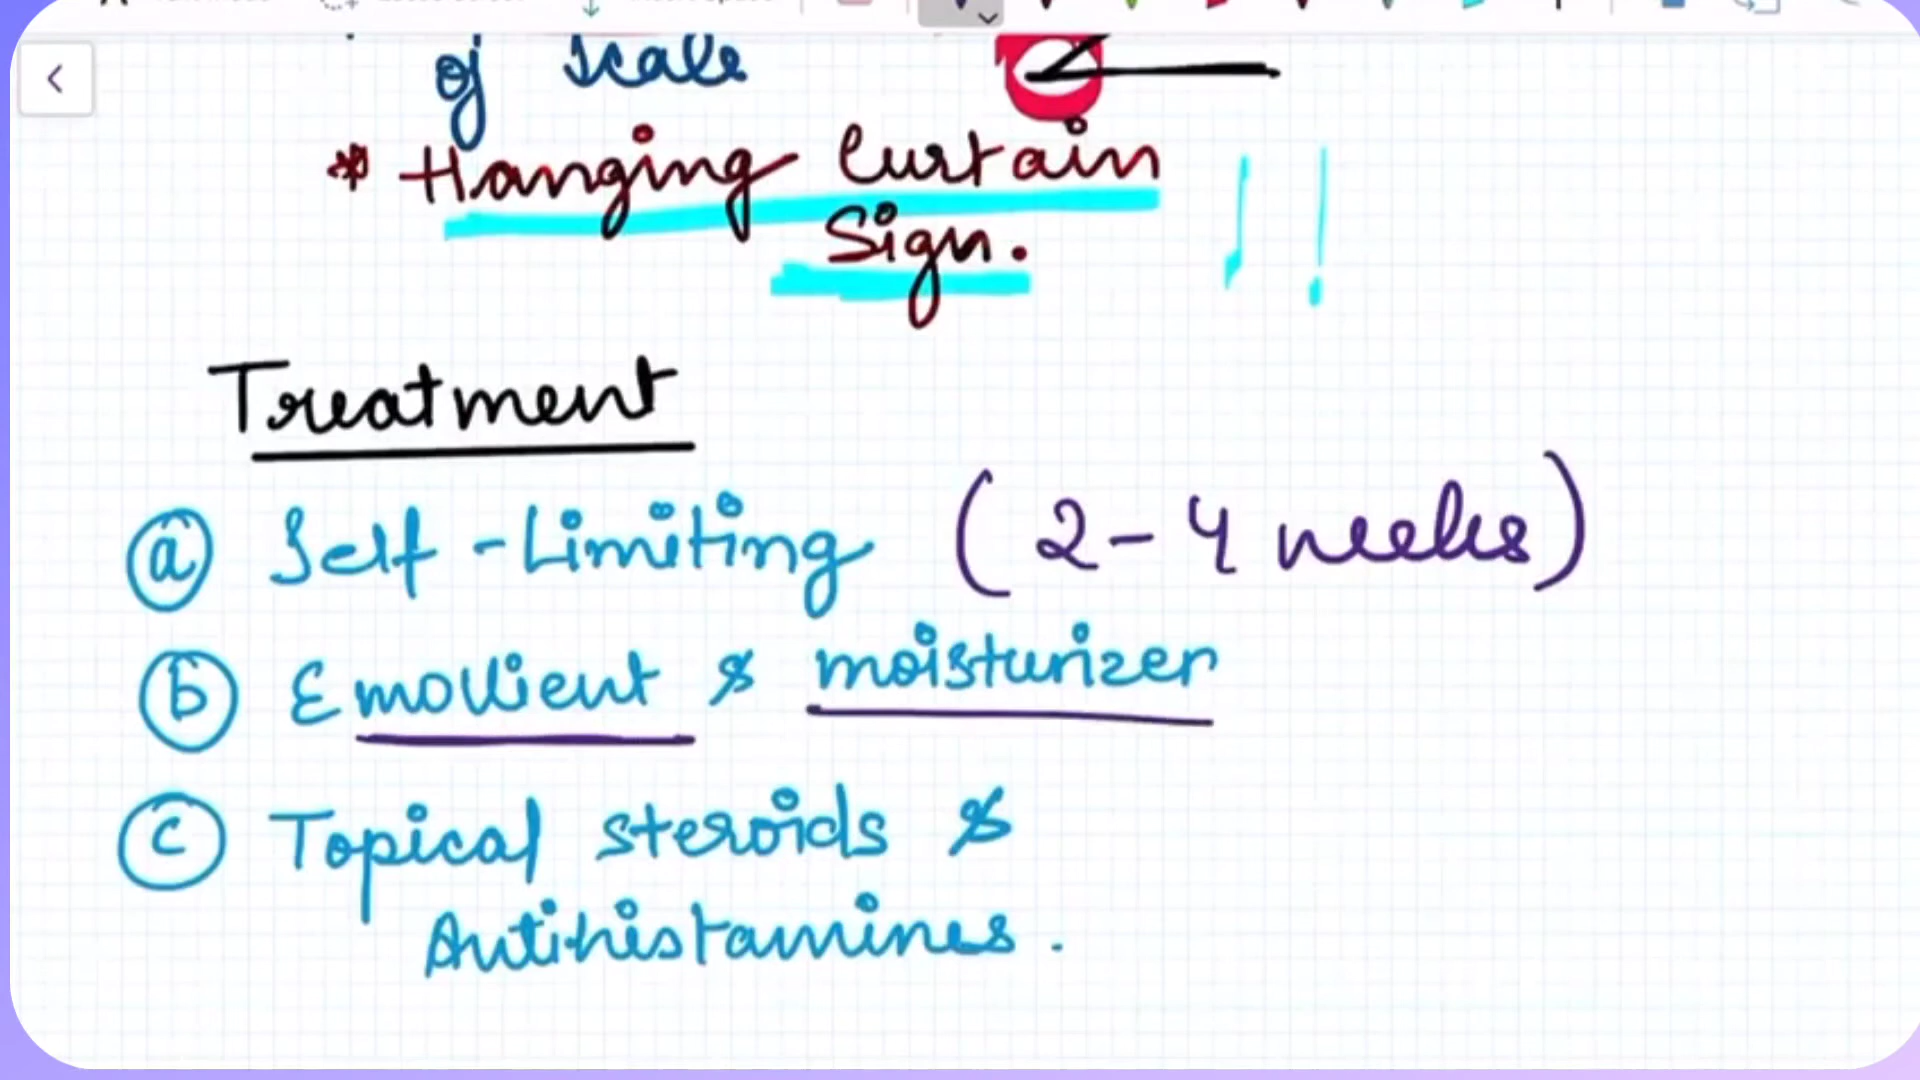 of scale
* Hanging Curtain
Sign.
Treatment
(a) Self-Limiting (2-4 weeks)
(b) Emollient & moisturizer
(c) Topical steroids &
Antihistamines.